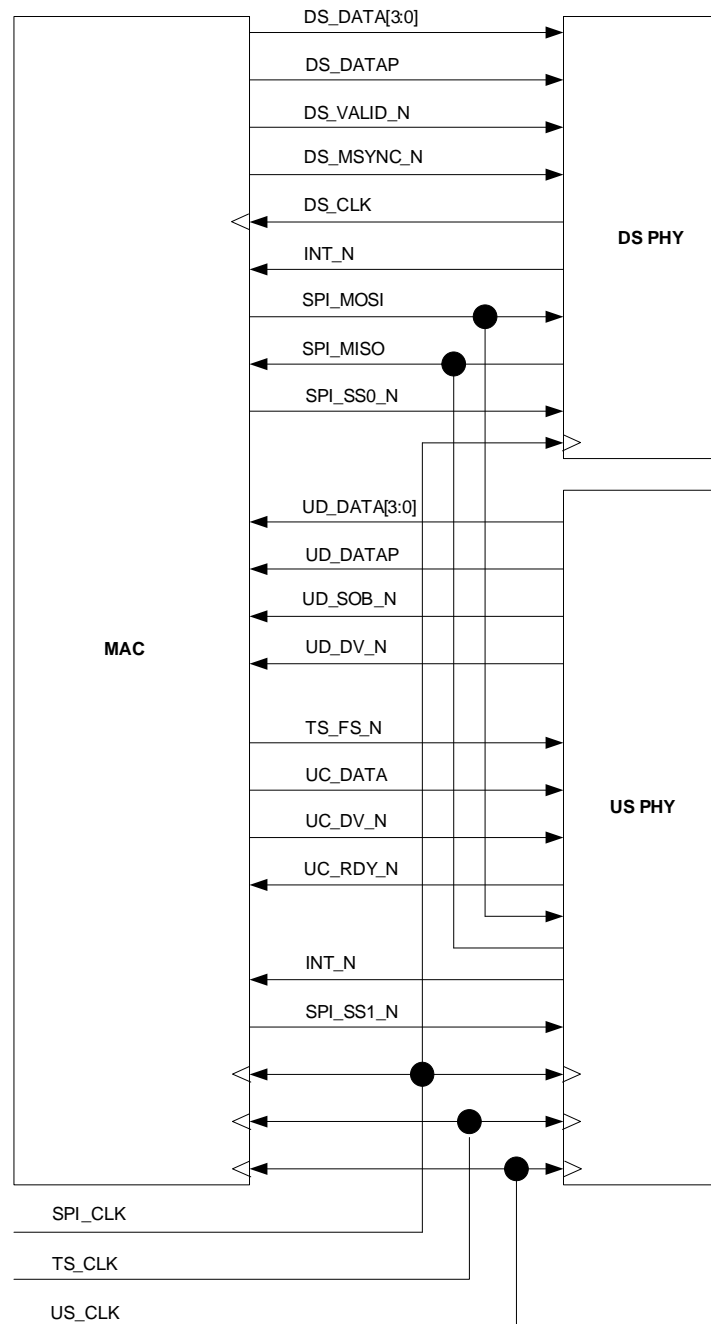 DS_DATA[3:0]
DS_DATAP
DS_VALID_N
DS_MSYNC_N
DS_CLK
DS PHY
INT_N
SPI_MOSI
SPI_MISO
SPI_SS0_N
UD_DATA[3:0]
UD_DATAP
UD_SOB_N
MAC
UD_DV_N
TS_FS_N
UC_DATA
US PHY
UC_DV_N
UC_RDY_N
INT_N
SPI_SS1_N
SPI_CLK
TS_CLK
US_CLK